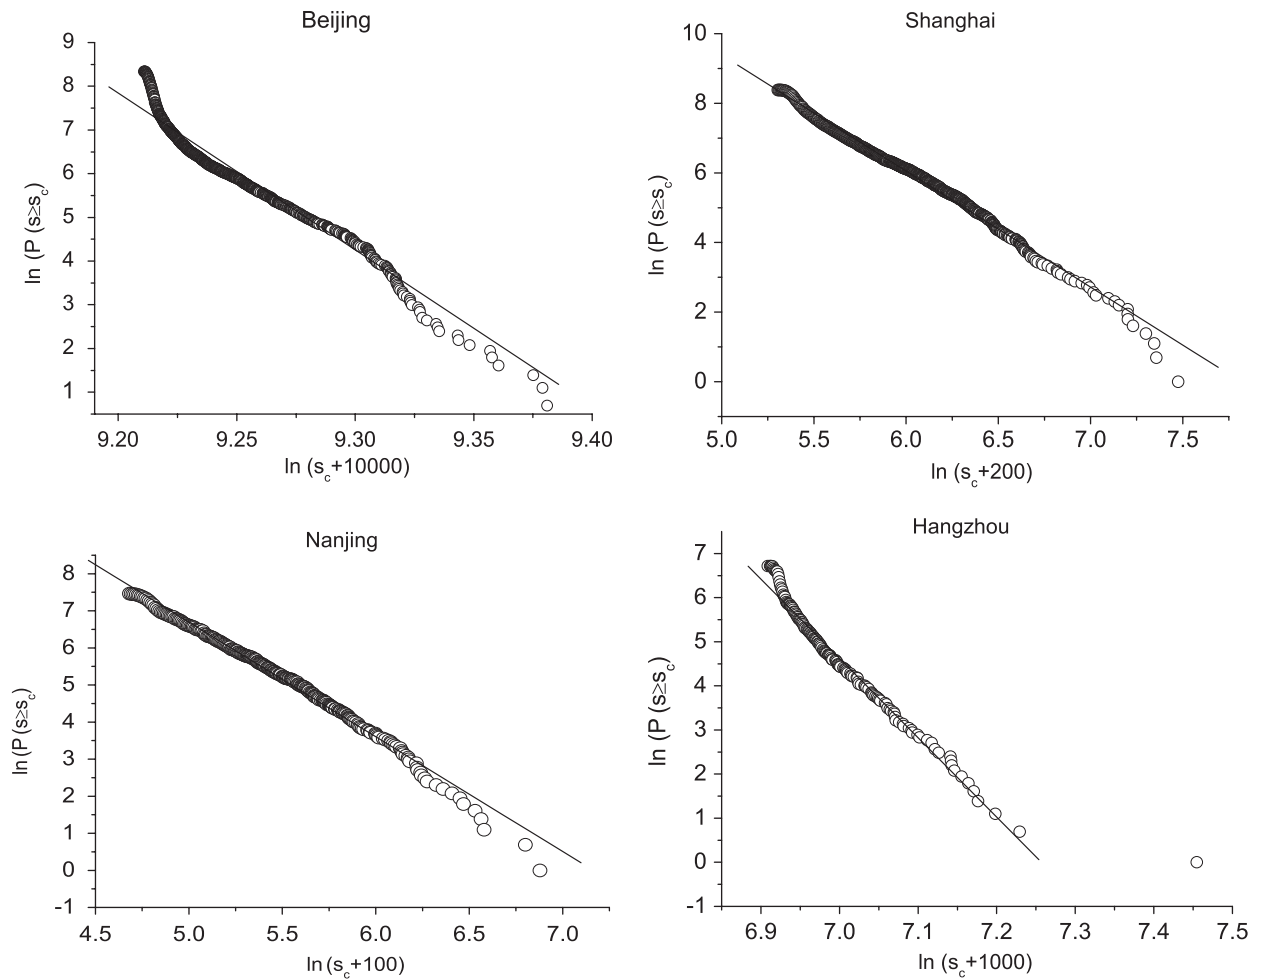 Beijing
9
8
7
6
5
4
3
2
1
ln (P (s≥s_c)
9.20 9.25 9.30 9.35 9.40
ln (s_c+10000)
Shanghai
10
8
6
4
2
0
ln (P (s≥s_c)
5.0 5.5 6.0 6.5 7.0 7.5
ln (s_c+200)
Nanjing
8
7
6
5
4
3
2
1
0
-1
ln (P (s≥s_c)
4.5 5.0 5.5 6.0 6.5 7.0
ln (s_c+100)
Hangzhou
7
6
5
4
3
2
1
0
-1
ln (P (s≥s_c)
6.9 7.0 7.1 7.2 7.3 7.4 7.5
ln (s_c+1000)